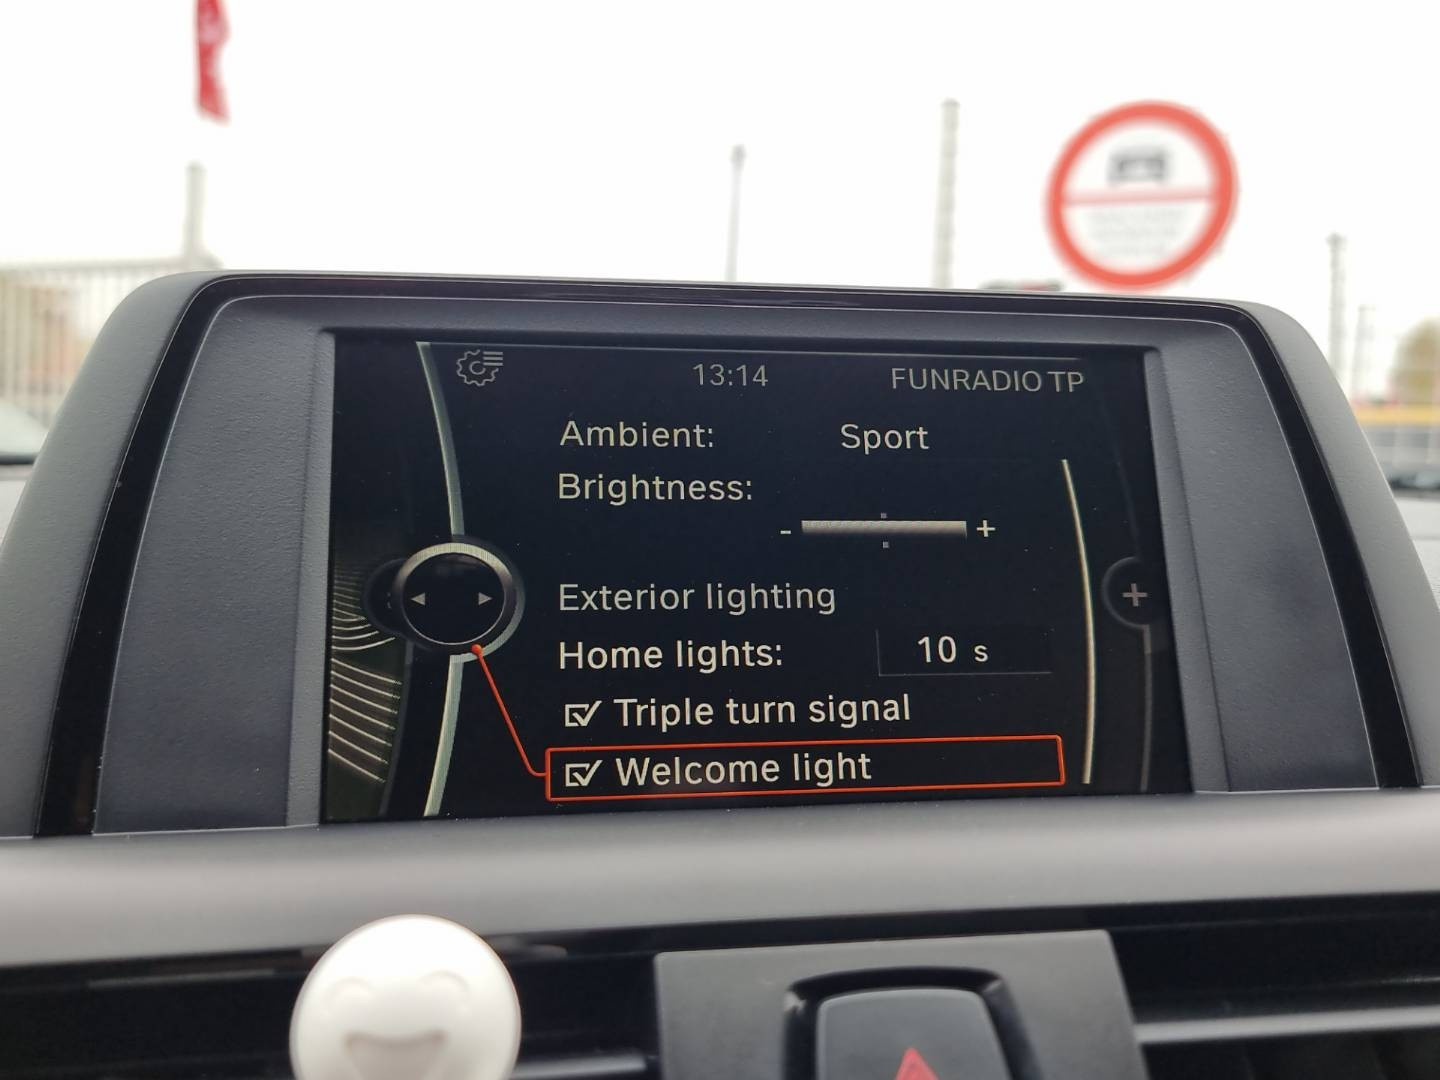 13:14 FUNRADIO TP
Ambient: Sport
Brightness:
- +
Exterior lighting
Home lights: 10 s
Triple turn signal
Welcome light